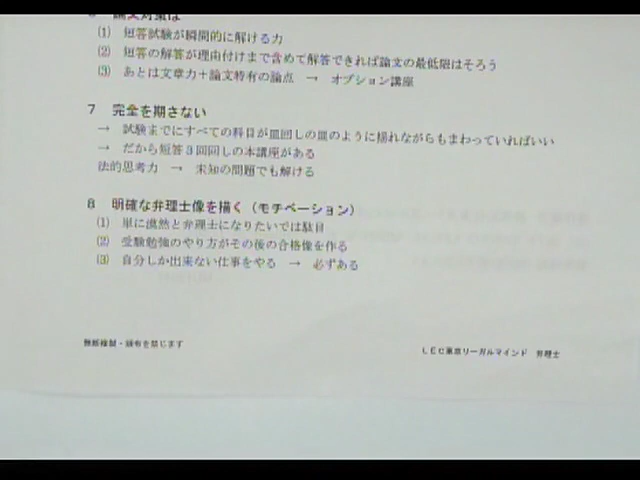 6 論文対策は
(1) 短答試験が瞬間的に解ける力
(2) 短答の解答が理由付けまで含めて解答できれば論文の最低限はそろう
(3) あとは文章力+論文特有の論点 → オプション講座
7 完全を期さない
→ 試験までにすべての科目が皿回しの皿のように揺れながらもまわっていればいい
→ だから短答3回回しの本講座がある
法的思考力 → 未知の問題でも解ける
8 明確な弁理士像を描く(モチベーション)
(1) 単に漠然と弁理士になりたいでは駄目
(2) 受験勉強のやり方がその後の合格像を作る
(3) 自分しか出来ない仕事をやる → 必ずある
無断複製・頒布を禁じます
LEC東京リーガルマインド 弁理士